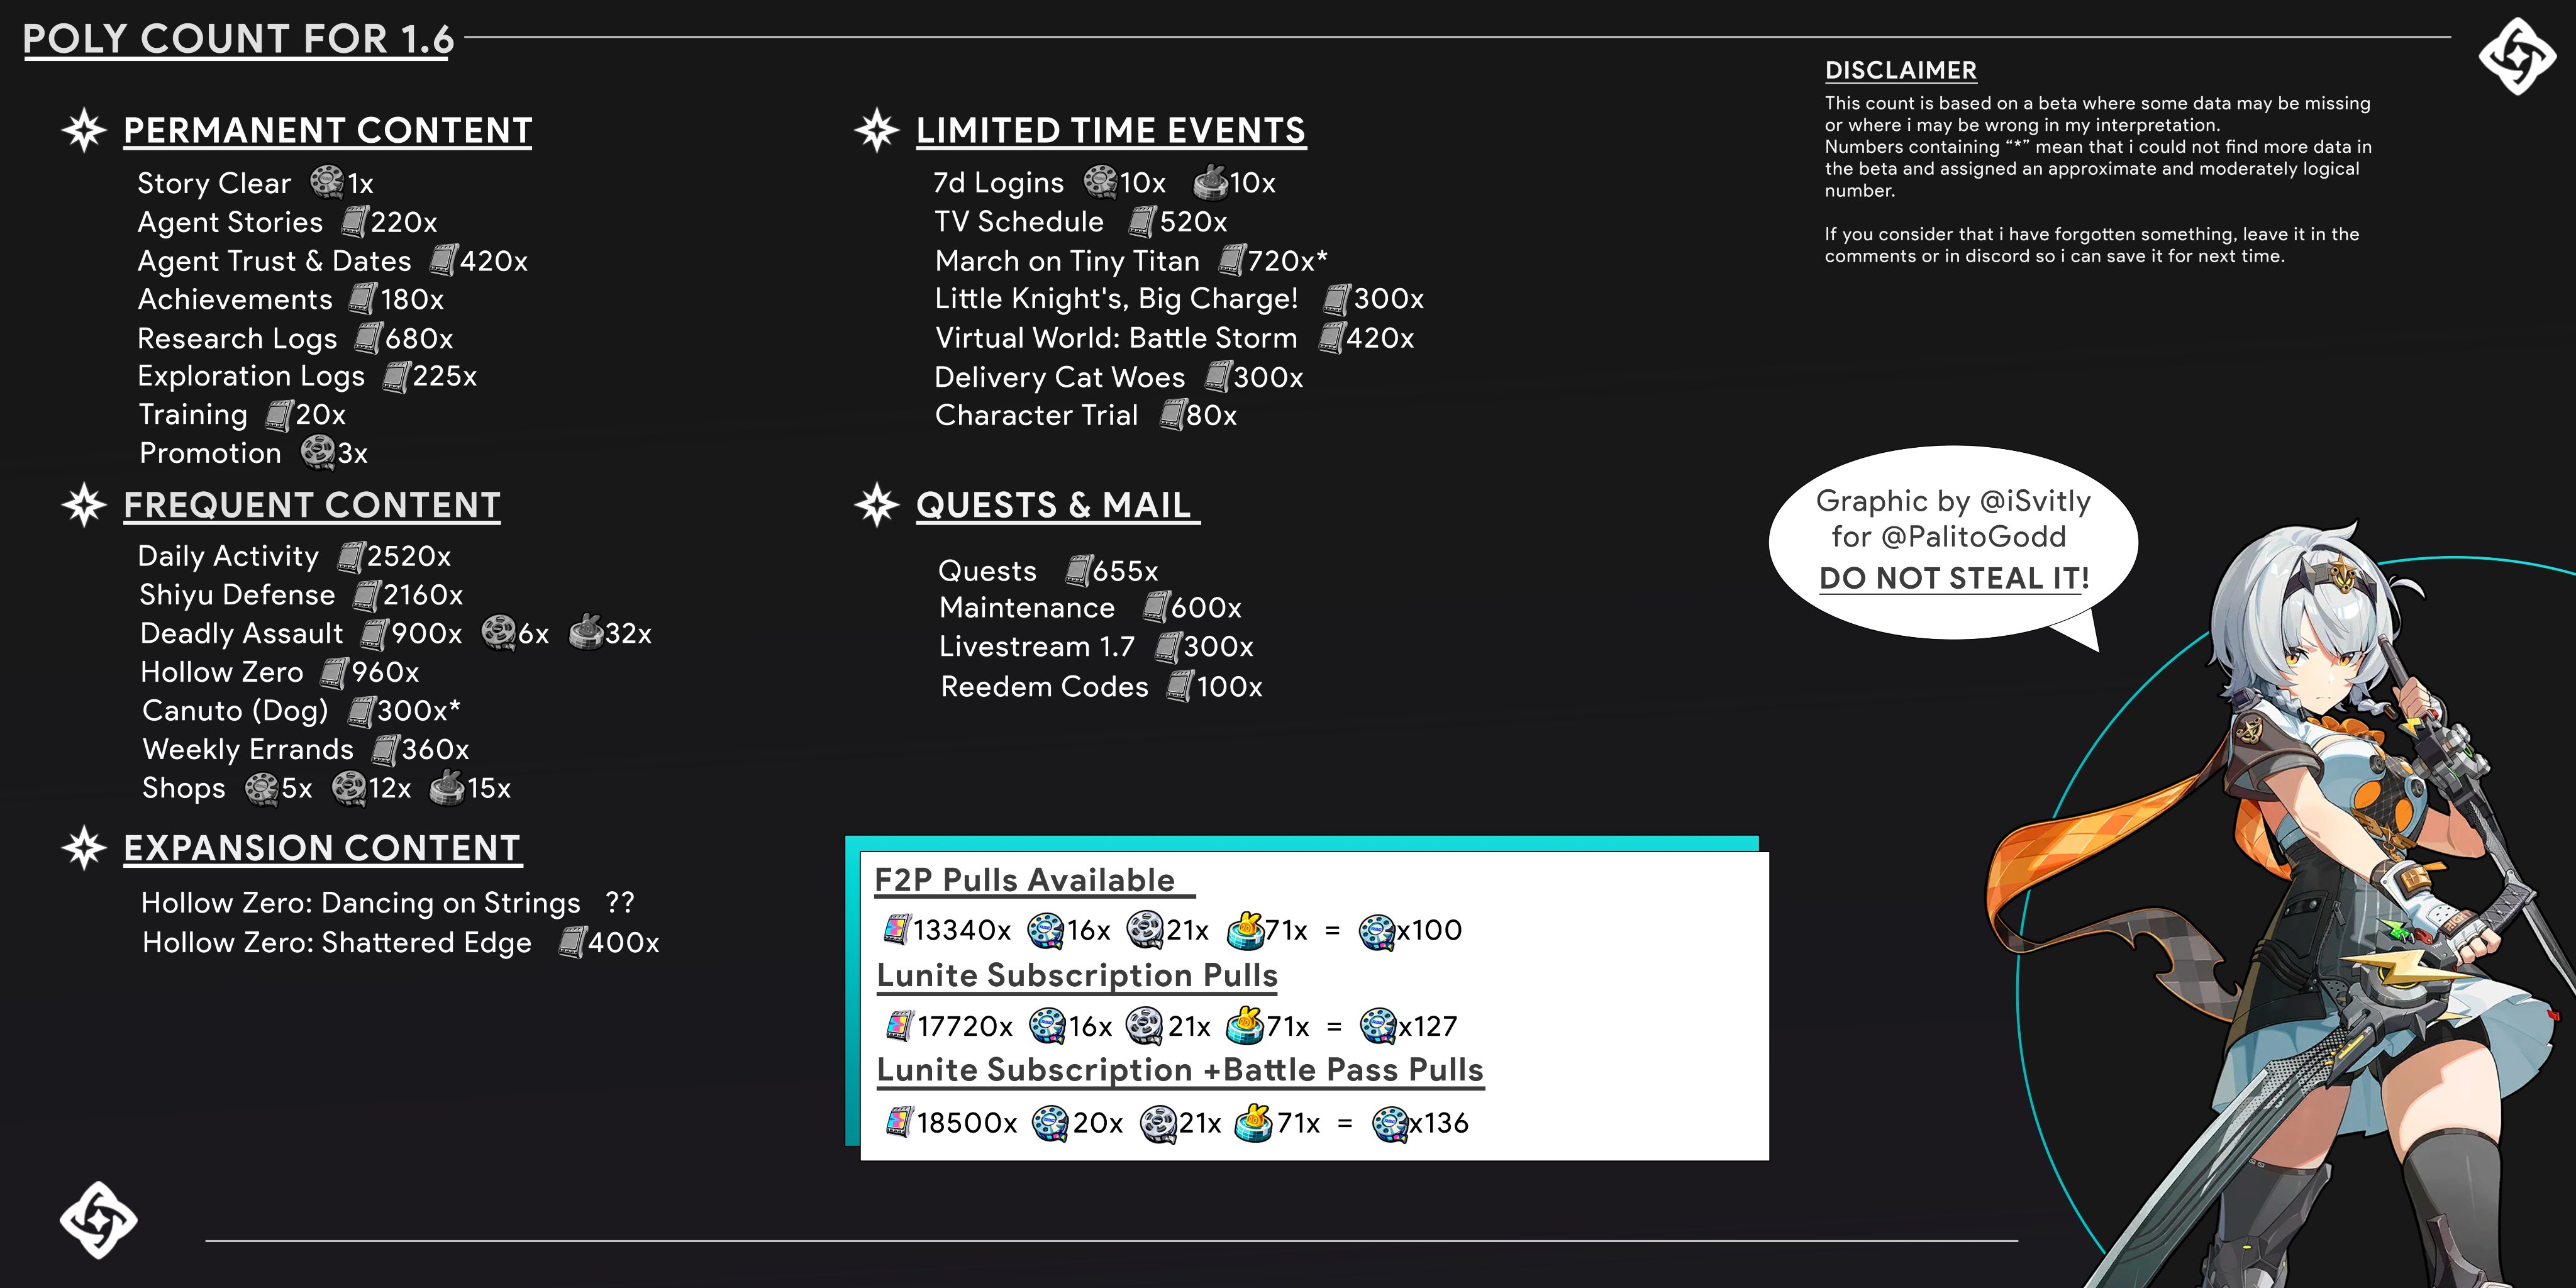 POLY COUNT FOR 1.6
PERMANENT CONTENT
Story Clear 1x
Agent Stories 220x
Agent Trust & Dates 420x
Achievements 180x
Research Logs 680x
Exploration Logs 225x
Training 20x
Promotion 3x
FREQUENT CONTENT
Daily Activity 2520x
Shiyu Defense 2160x
Deadly Assault 900x 6x 32x
Hollow Zero 960x
Canuto (Dog) 300x*
Weekly Errands 360x
Shops 5x 12x 15x
EXPANSION CONTENT
Hollow Zero: Dancing on Strings ??
Hollow Zero: Shattered Edge 400x
LIMITED TIME EVENTS
7d Logins 10x 10x
TV Schedule 520x
March on Tiny Titan 720x*
Little Knight's, Big Charge! 300x
Virtual World: Battle Storm 420x
Delivery Cat Woes 300x
Character Trial 80x
QUESTS & MAIL
Quests 655x
Maintenance 600x
Livestream 1.7 300x
Reedem Codes 100x
F2P Pulls Available
13340x 16x 21x 71x = x100
Lunite Subscription Pulls
17720x 16x 21x 71x = x127
Lunite Subscription +Battle Pass Pulls
18500x 20x 21x 71x = x136
DISCLAIMER
This count is based on a beta where some data may be missing
or where i may be wrong in my interpretation.
Numbers containing “*” mean that i could not find more data in
the beta and assigned an approximate and moderately logical
number.
If you consider that i have forgotten something, leave it in the
comments or in discord so i can save it for next time.
Graphic by @iSvitly
for @PalitoGodd
DO NOT STEAL IT!